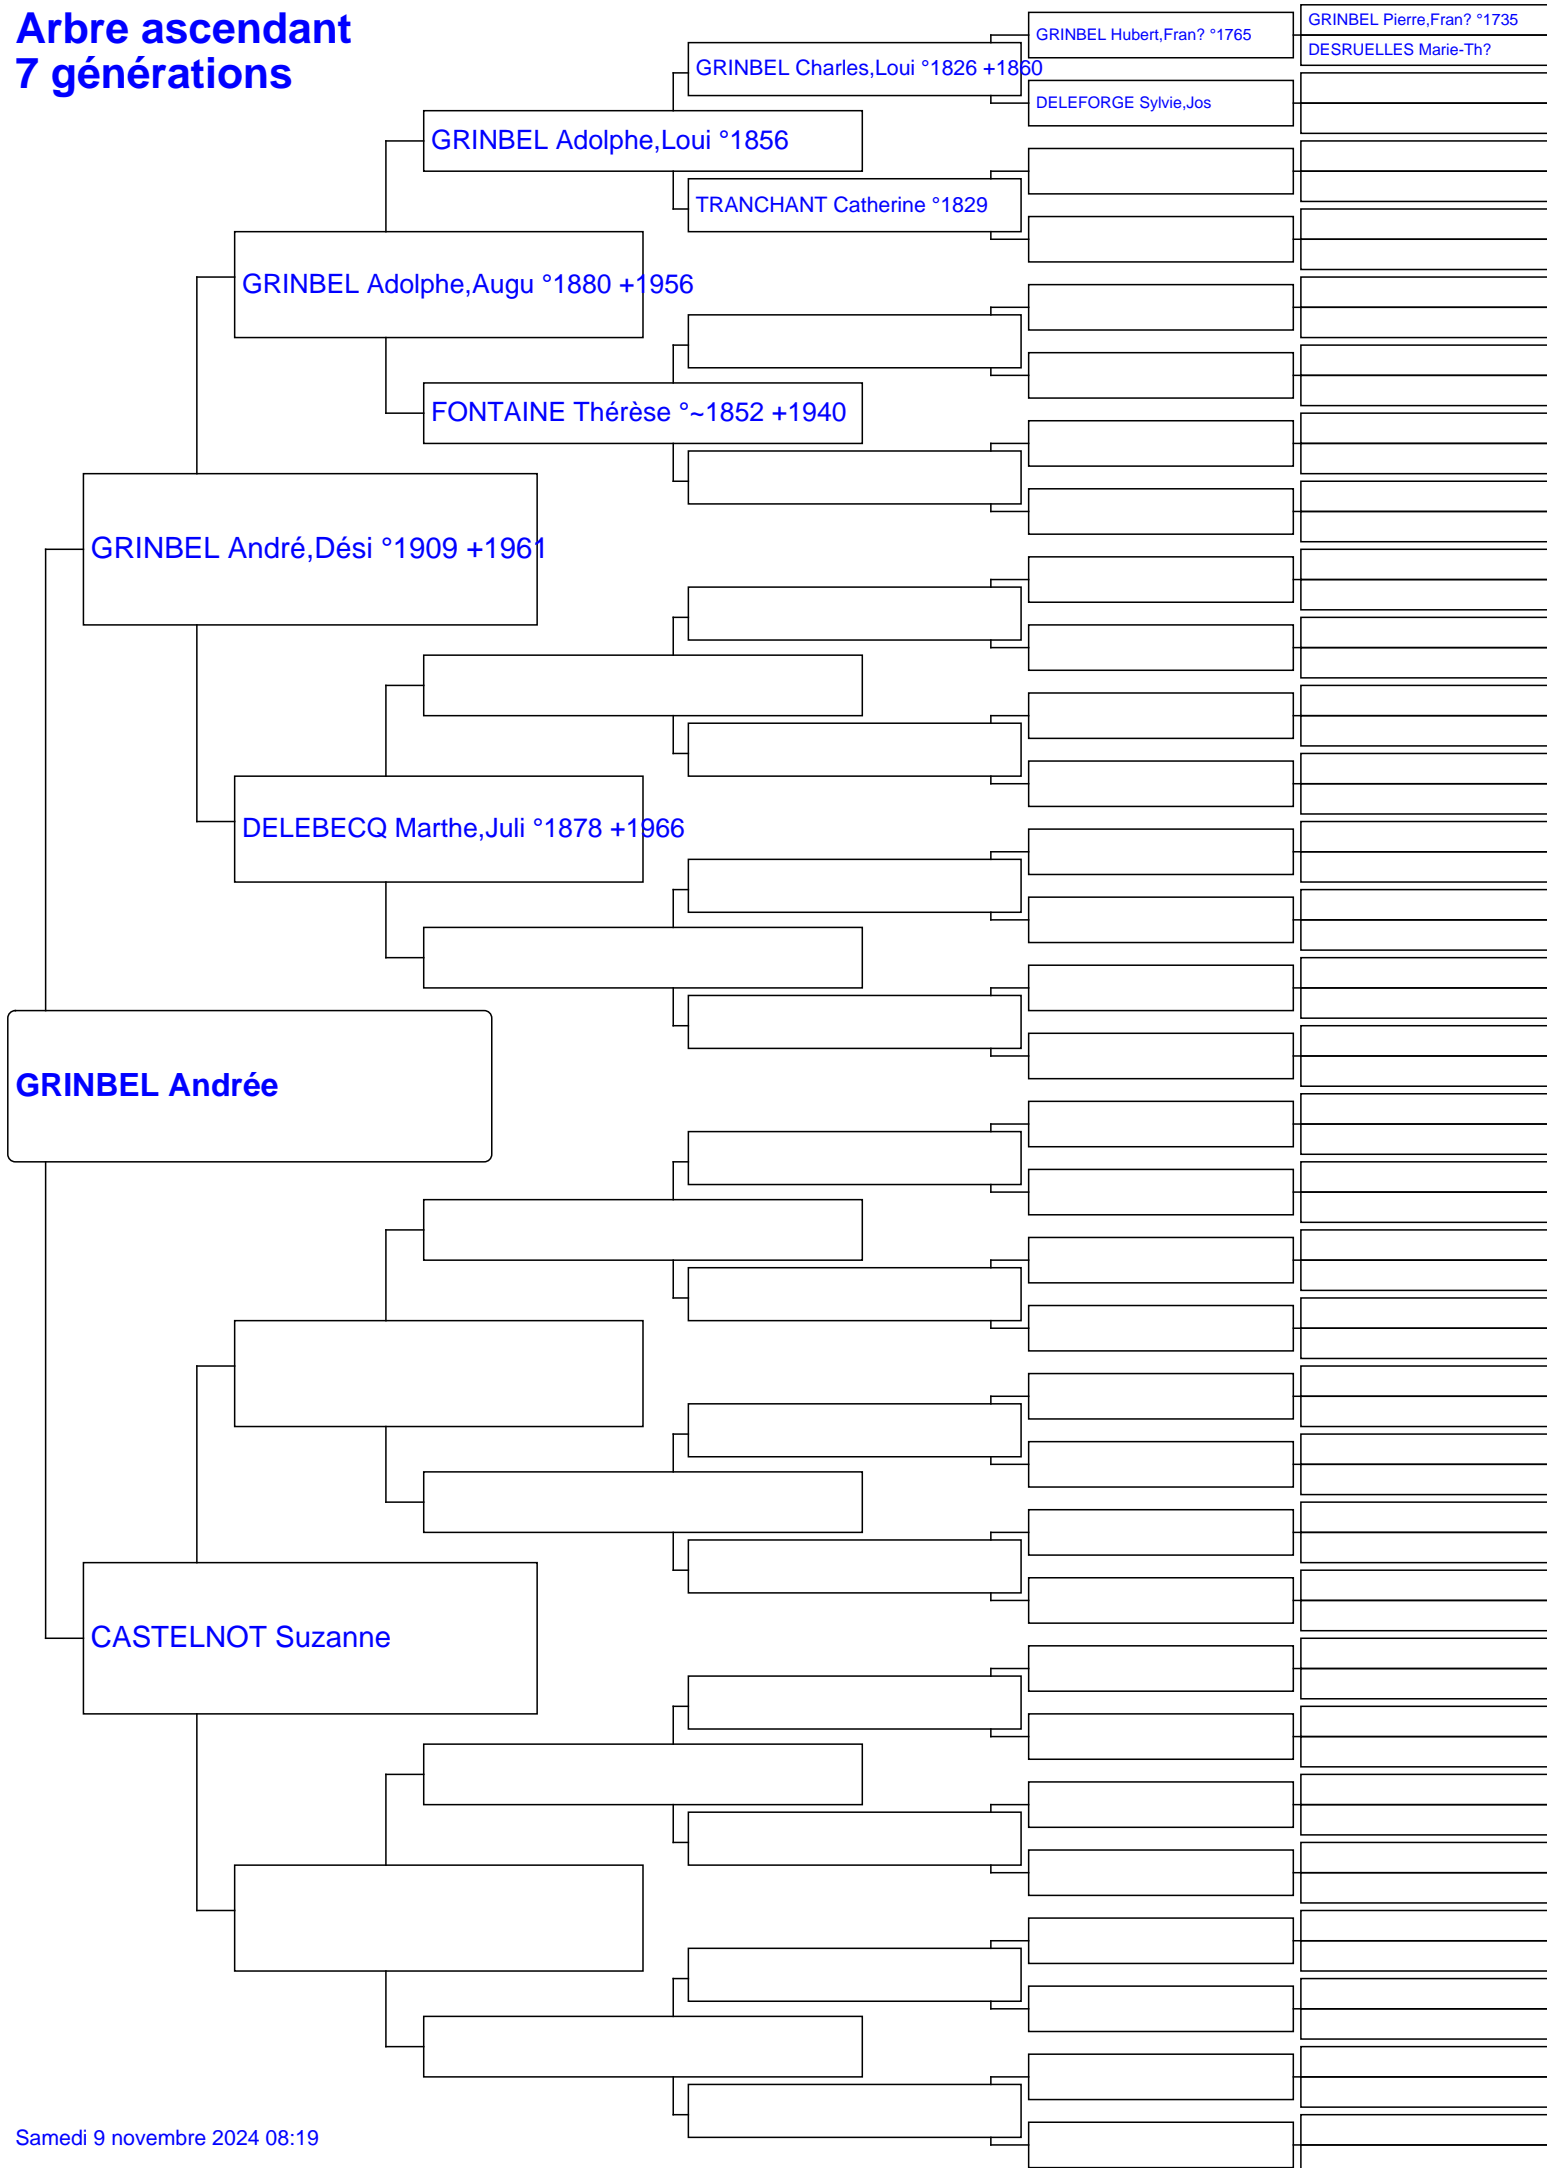 Arbre ascendant
7 générations
GRINBEL Pierre,Fran? °1735
GRINBEL Hubert,Fran? °1765
DESRUELLES Marie-Th?
GRINBEL Charles,Loui °1826 +1860
DELEFORGE Sylvie,Jos
GRINBEL Adolphe,Loui °1856
TRANCHANT Catherine °1829
GRINBEL Adolphe,Augu °1880 +1956
FONTAINE Thérèse °~1852 +1940
GRINBEL André,Dési °1909 +1961
DELEBECQ Marthe,Juli °1878 +1966
GRINBEL Andrée
CASTELNOT Suzanne
Samedi 9 novembre 2024 08:19